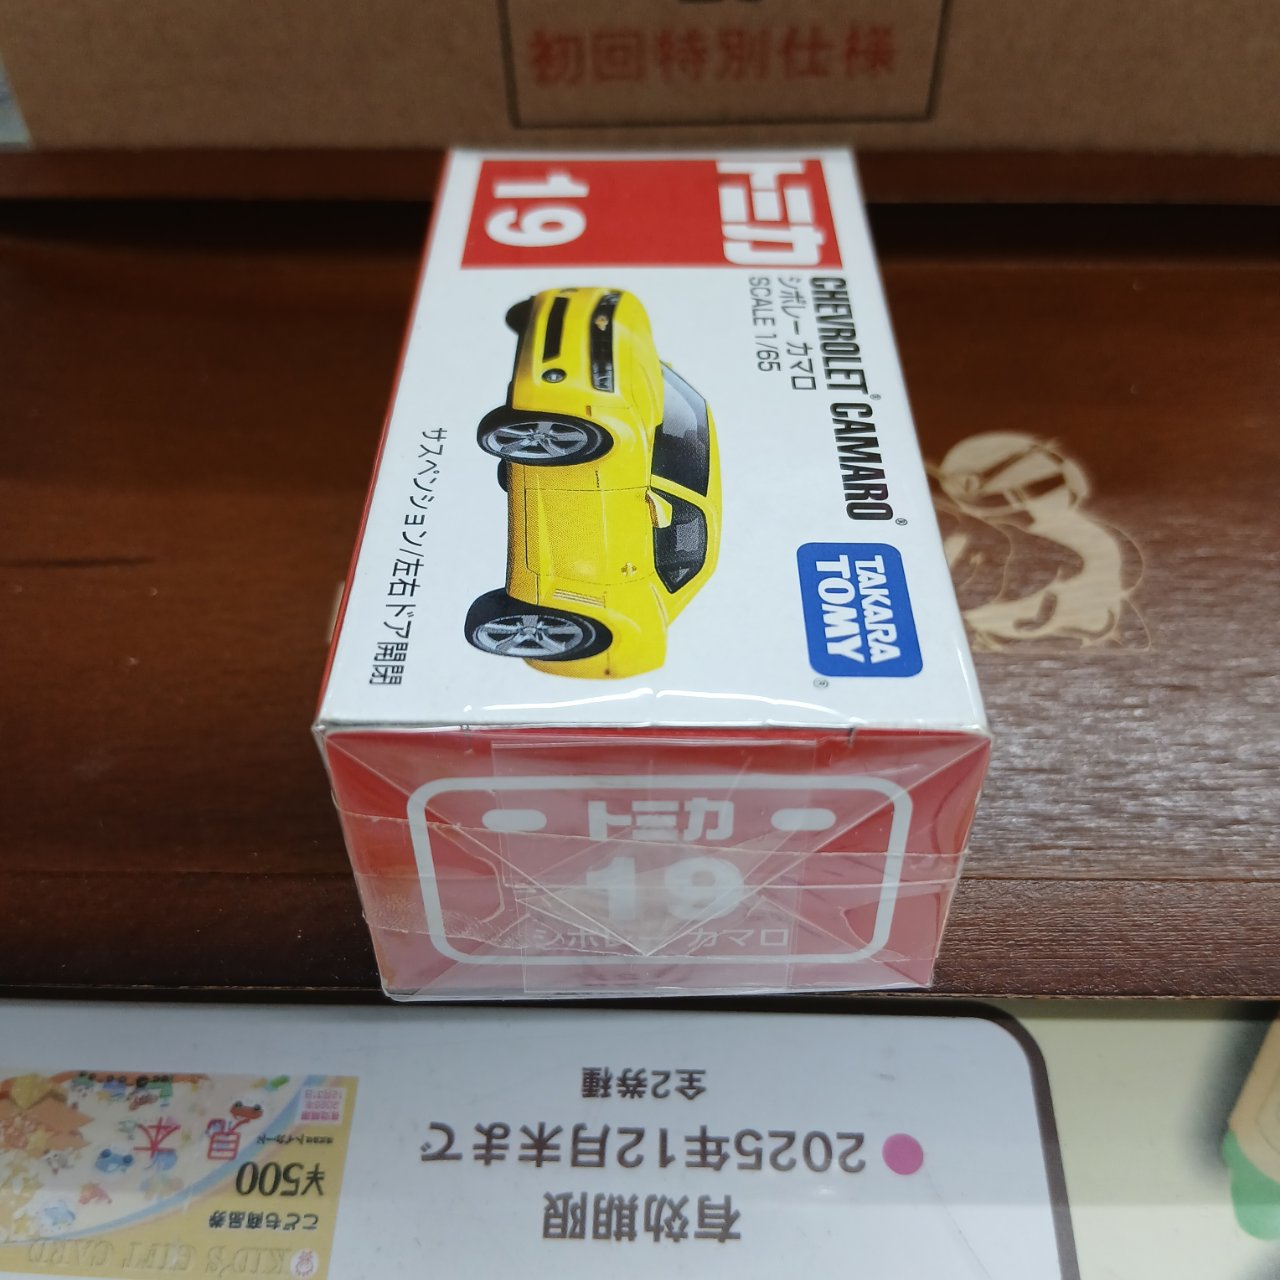 初回特別仕様
トミカ
19
CHEVROLET® CAMARO®
シボレー カマロ
SCALE 1/65
TAKARA
TOMY®
サスペンション/左右ドア開閉
トミカ
19
シボレー カマロ
有効期限
2025年12月末まで
全2券種
KID'S GIFT CARD
こども商品券
¥500
見本